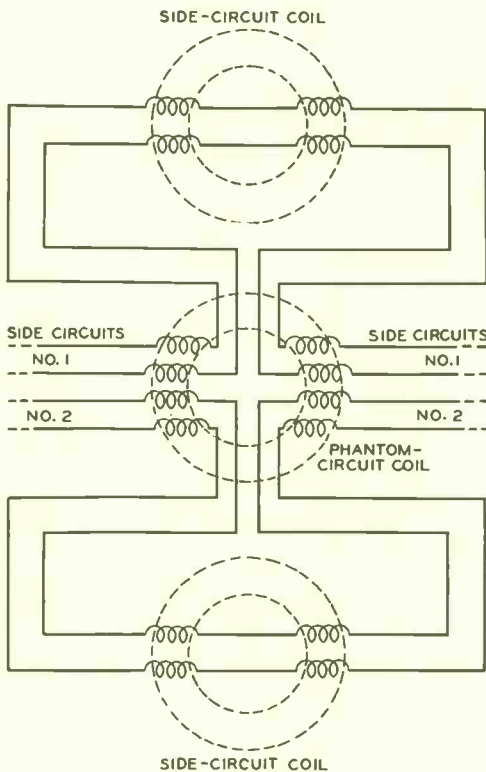 SIDE-CIRCUIT COIL
SIDE CIRCUITS
NO. 1
NO. 2
SIDE CIRCUITS
NO. 1
NO. 2
PHANTOM-
CIRCUIT COIL
SIDE-CIRCUIT COIL